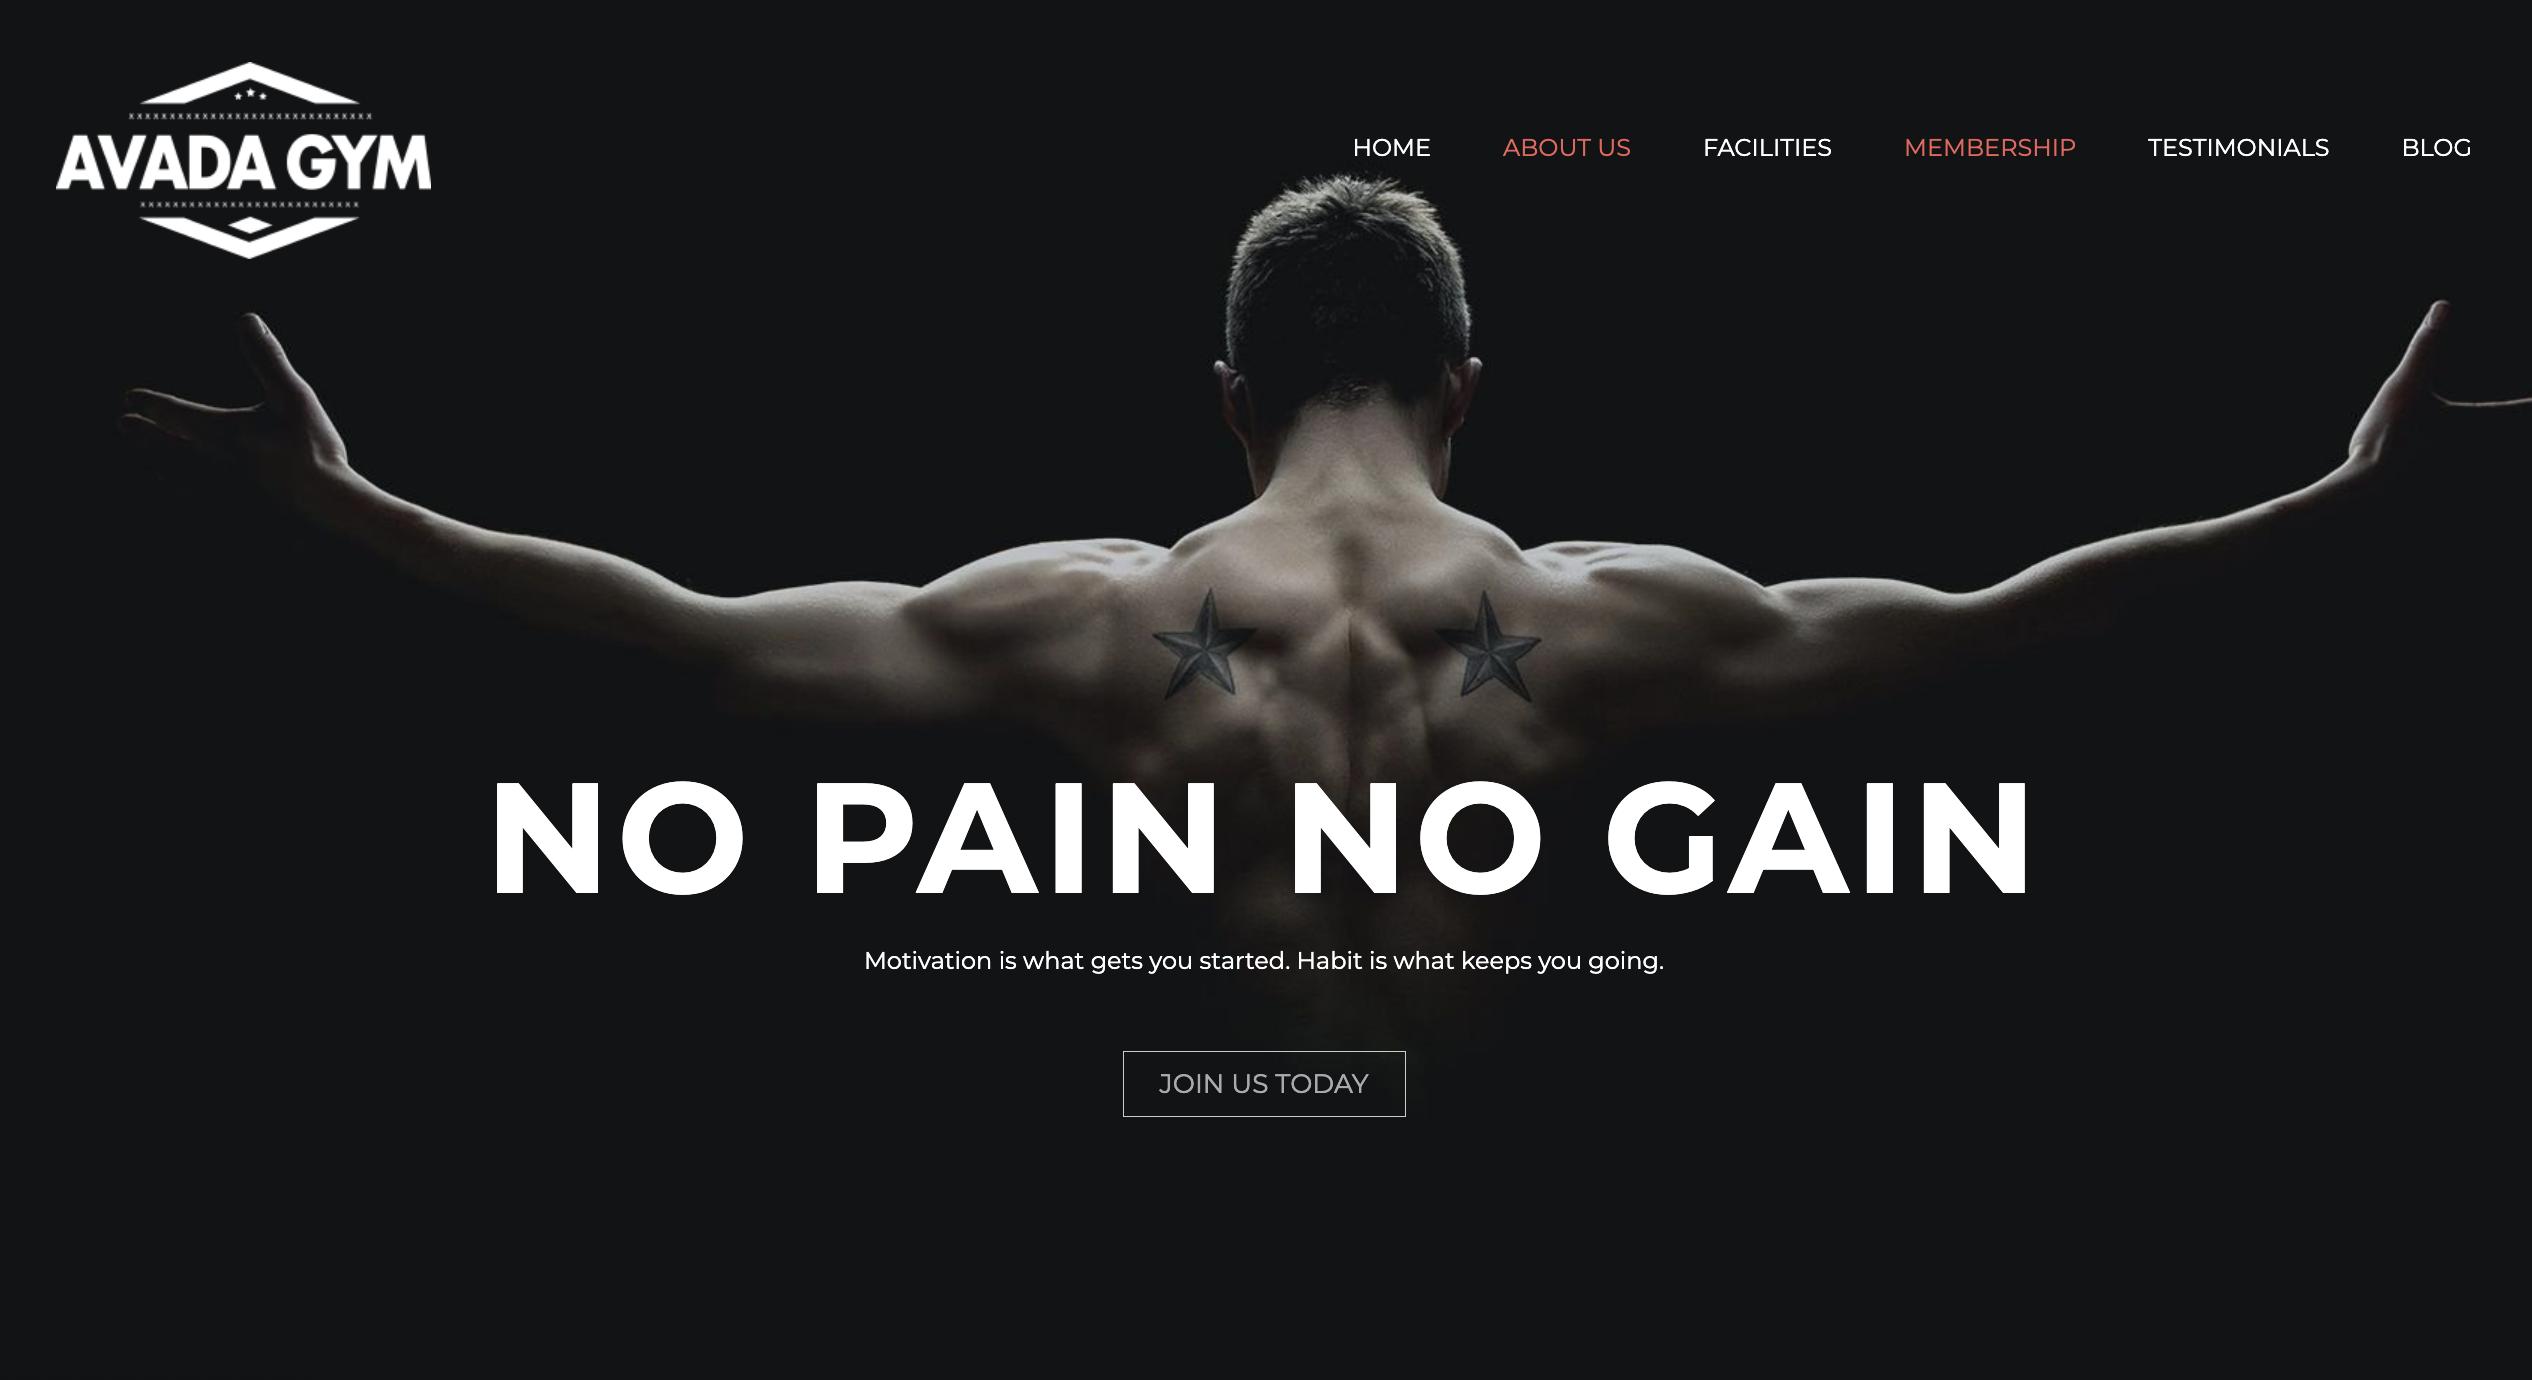 AVADA GYM
HOME ABOUT US FACILITIES MEMBERSHIP TESTIMONIALS BLOG
NO PAIN NO GAIN
Motivation is what gets you started. Habit is what keeps you going.
JOIN US TODAY